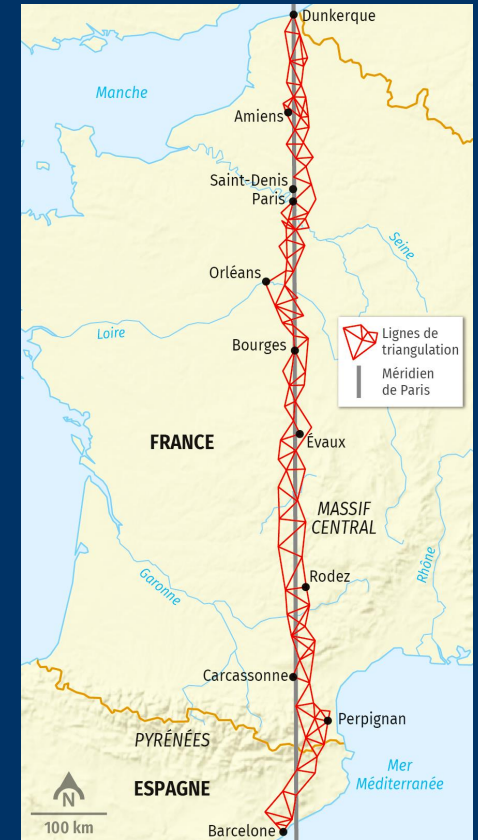 Dunkerque
Manche
Amiens
Saint-Denis
Paris
Seine
Orléans
Loire
Bourges
Lignes de
triangulation
Méridien
de Paris
FRANCE
Évaux
MASSIF
CENTRAL
Rhône
Garonne
Rodez
Carcassonne
Perpignan
PYRÉNÉES
Mer
Méditerranée
ESPAGNE
N
100 km
Barcelone